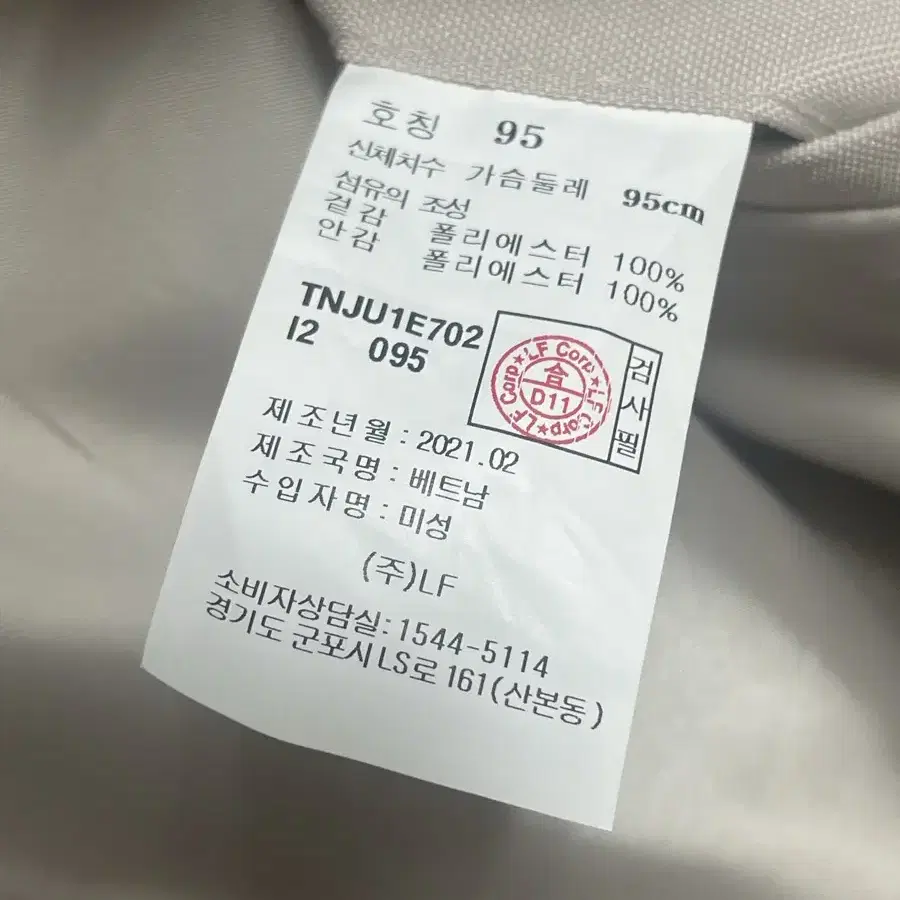 호칭 95
신체치수 가슴둘레 95cm
섬유의 조성
겉감 폴리에스터 100%
안감 폴리에스터 100%
TNJU1E702
I2 095
LF Corp★LF Corp★LF Corp★
合
D11
검사필
제조년월 : 2021.02
제조국명 : 베트남
수입자명 : 미성
(주)LF
소비자상담실:1544-5114
경기도 군포시 LS로 161(산본동)